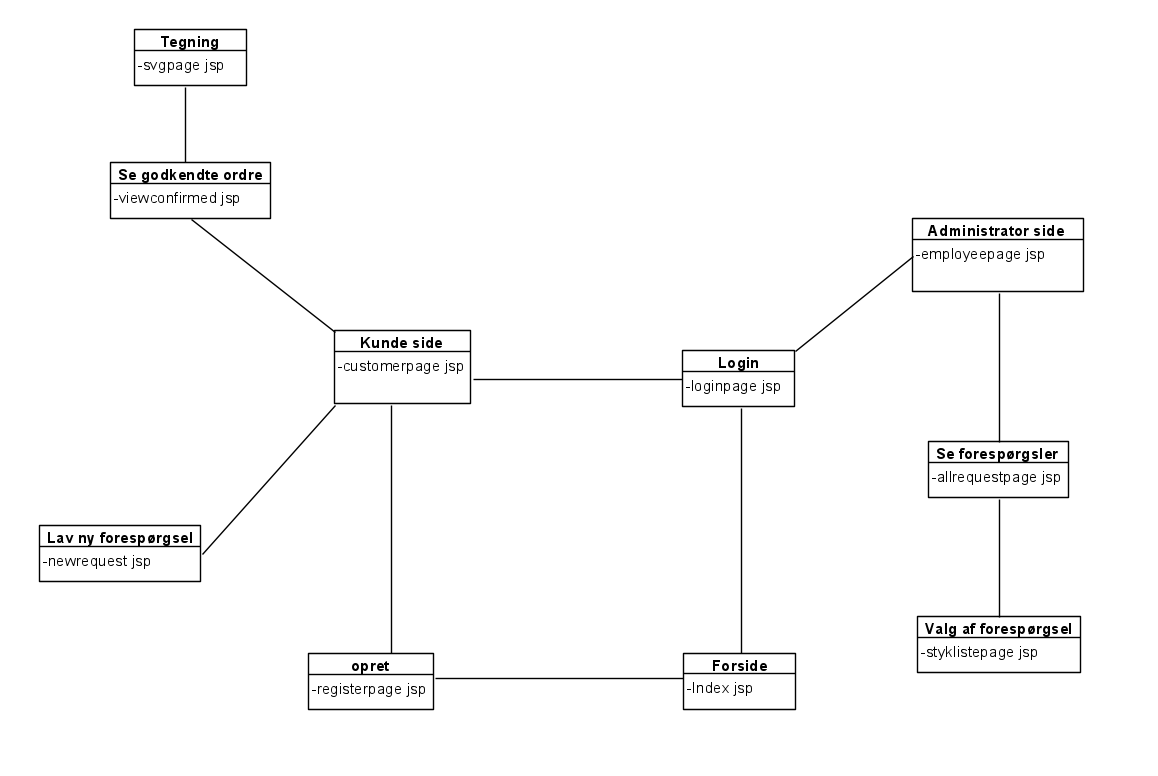 Tegning
-svgpage jsp
Se godkendte ordre
-viewconfirmed jsp
Administrator side
-employeepage jsp
Kunde side
-customerpage jsp
Login
-loginpage jsp
Se forespørgsler
-allrequestpage jsp
Lav ny forespørgsel
-newrequest jsp
Valg af forespørgsel
-styklistepage jsp
opret
-registerpage jsp
Forside
-Index jsp